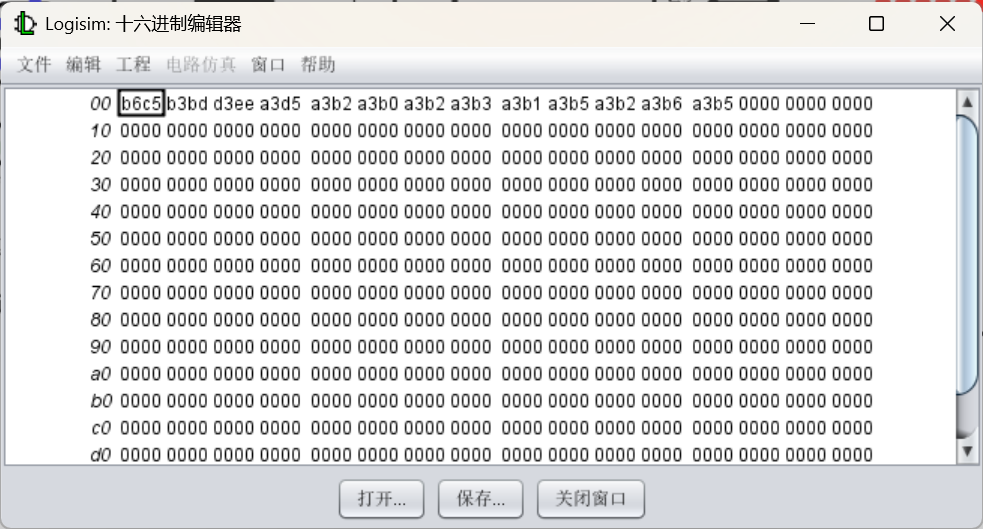 Logisim: 十六进制编辑器
文件 编辑 工程 电路仿真 窗口 帮助
00 b6c5 b3bd d3ee a3d5 a3b2 a3b0 a3b2 a3b3 a3b1 a3b5 a3b2 a3b6 a3b5 0000 0000 0000
10 0000 0000 0000 0000 0000 0000 0000 0000 0000 0000 0000 0000 0000 0000 0000 0000
20 0000 0000 0000 0000 0000 0000 0000 0000 0000 0000 0000 0000 0000 0000 0000 0000
30 0000 0000 0000 0000 0000 0000 0000 0000 0000 0000 0000 0000 0000 0000 0000 0000
40 0000 0000 0000 0000 0000 0000 0000 0000 0000 0000 0000 0000 0000 0000 0000 0000
50 0000 0000 0000 0000 0000 0000 0000 0000 0000 0000 0000 0000 0000 0000 0000 0000
60 0000 0000 0000 0000 0000 0000 0000 0000 0000 0000 0000 0000 0000 0000 0000 0000
70 0000 0000 0000 0000 0000 0000 0000 0000 0000 0000 0000 0000 0000 0000 0000 0000
80 0000 0000 0000 0000 0000 0000 0000 0000 0000 0000 0000 0000 0000 0000 0000 0000
90 0000 0000 0000 0000 0000 0000 0000 0000 0000 0000 0000 0000 0000 0000 0000 0000
a0 0000 0000 0000 0000 0000 0000 0000 0000 0000 0000 0000 0000 0000 0000 0000 0000
b0 0000 0000 0000 0000 0000 0000 0000 0000 0000 0000 0000 0000 0000 0000 0000 0000
c0 0000 0000 0000 0000 0000 0000 0000 0000 0000 0000 0000 0000 0000 0000 0000 0000
d0 0000 0000 0000 0000 0000 0000 0000 0000 0000 0000 0000 0000 0000 0000 0000 0000
打开... 保存... 关闭窗口